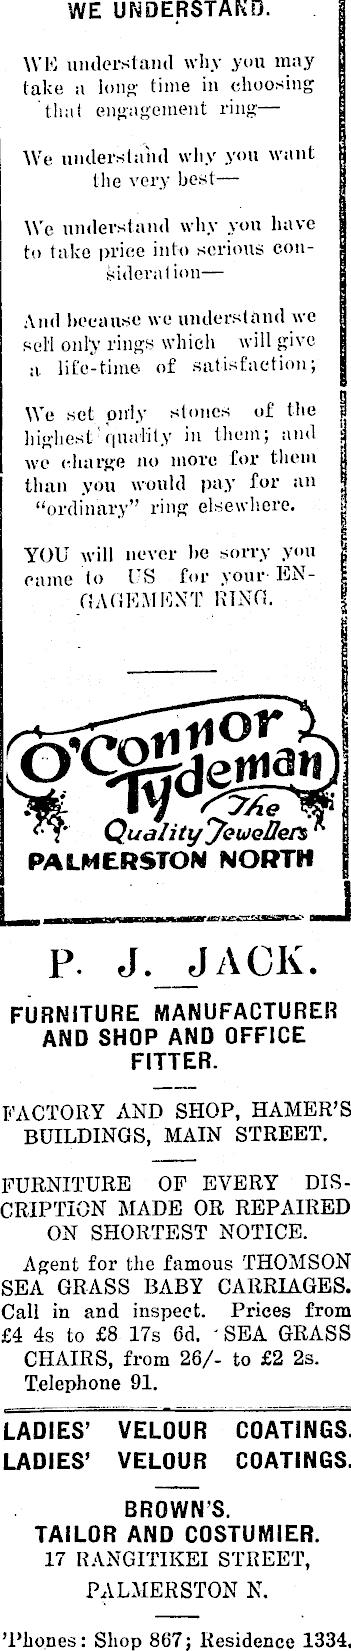 WE UNDERSTAND.
WE understand why you may
take a long time in choosing
that engagement ring—
We understand why you want
the very best—
We understand why you have
to take price into serious con-
sideration—
And because we understand we
sell only rings which will give
a life-time of satisfaction;
We set only stones of the
highest quality in them; and
we charge no more for them
than you would pay for an
"ordinary" ring elsewhere.
YOU will never be sorry you
came to US for your EN-
GAGEMENT RING.
O'Connor
Tydeman
The
Quality Jewellers
PALMERSTON NORTH
P. J. JACK.
FURNITURE MANUFACTURER
AND SHOP AND OFFICE
FITTER.
FACTORY AND SHOP, HAMER'S
BUILDINGS, MAIN STREET.
FURNITURE OF EVERY DIS-
CRIPTION MADE OR REPAIRED
ON SHORTEST NOTICE.
Agent for the famous THOMSON
SEA GRASS BABY CARRIAGES.
Call in and inspect. Prices from
£4 4s to £8 17s 6d. SEA GRASS
CHAIRS, from 26/- to £2 2s.
Telephone 91.
LADIES' VELOUR COATINGS.
LADIES' VELOUR COATINGS.
BROWN'S.
TAILOR AND COSTUMIER.
17 RANGITIKEI STREET,
PALMERSTON N.
'Phones: Shop 867; Residence 1334.